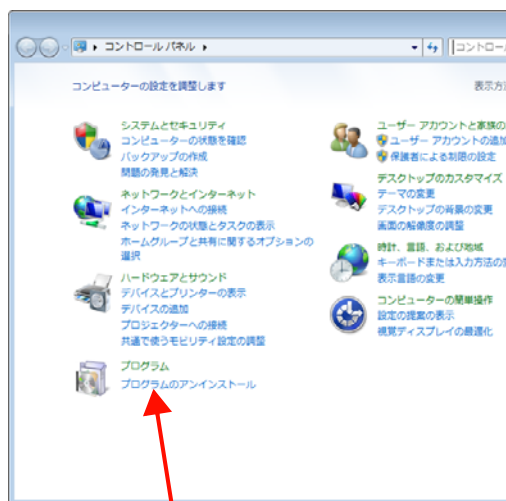 コントロール パネル
コントロー
コンピューターの設定を調整します
表示方
システムとセキュリティ
コンピューターの状態を確認
バックアップの作成
問題の発見と解決
ネットワークとインターネット
インターネットへの接続
ネットワークの状態とタスクの表示
ホームグループと共有に関するオプションの
選択
ハードウェアとサウンド
デバイスとプリンターの表示
デバイスの追加
プロジェクターへの接続
共通で使うモビリティ設定の調整
プログラム
プログラムのアンインストール
ユーザー アカウントと家族の
ユーザー アカウントの追加
保護者による制限の設定
デスクトップのカスタマイズ
テーマの変更
デスクトップの背景の変更
画面の解像度の調整
時計、言語、および地域
キーボードまたは入力方法の変
表示言語の変更
コンピューターの簡単操作
設定の提案の表示
視覚ディスプレイの最適化